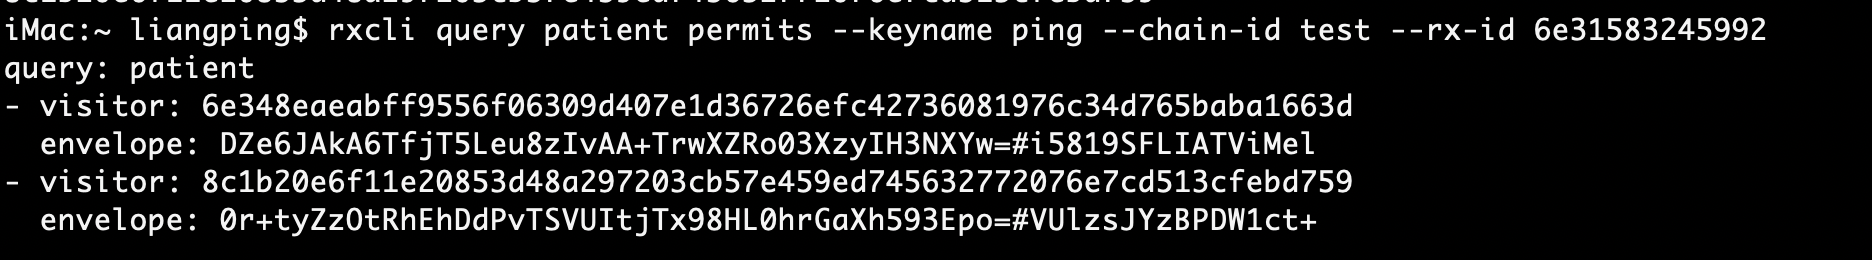 iMac:~ liangping$ rxcli query patient permits --keyname ping --chain-id test --rx-id 6e31583245992
query: patient
- visitor: 6e348eaeabff9556f06309d407e1d36726efc42736081976c34d765baba1663d
  envelope: DZe6JAkA6TfjT5Leu8zIvAA+TrwXZRo03XzyIH3NXYw=#i5819SFLIATViMel
- visitor: 8c1b20e6f11e20853d48a297203cb57e459ed745632772076e7cd513cfebd759
  envelope: 0r+tyZzOtRhEhDdPvTSVUItjTx98HL0hrGaXh593Epo=#VUlzsJYzBPDW1ct+